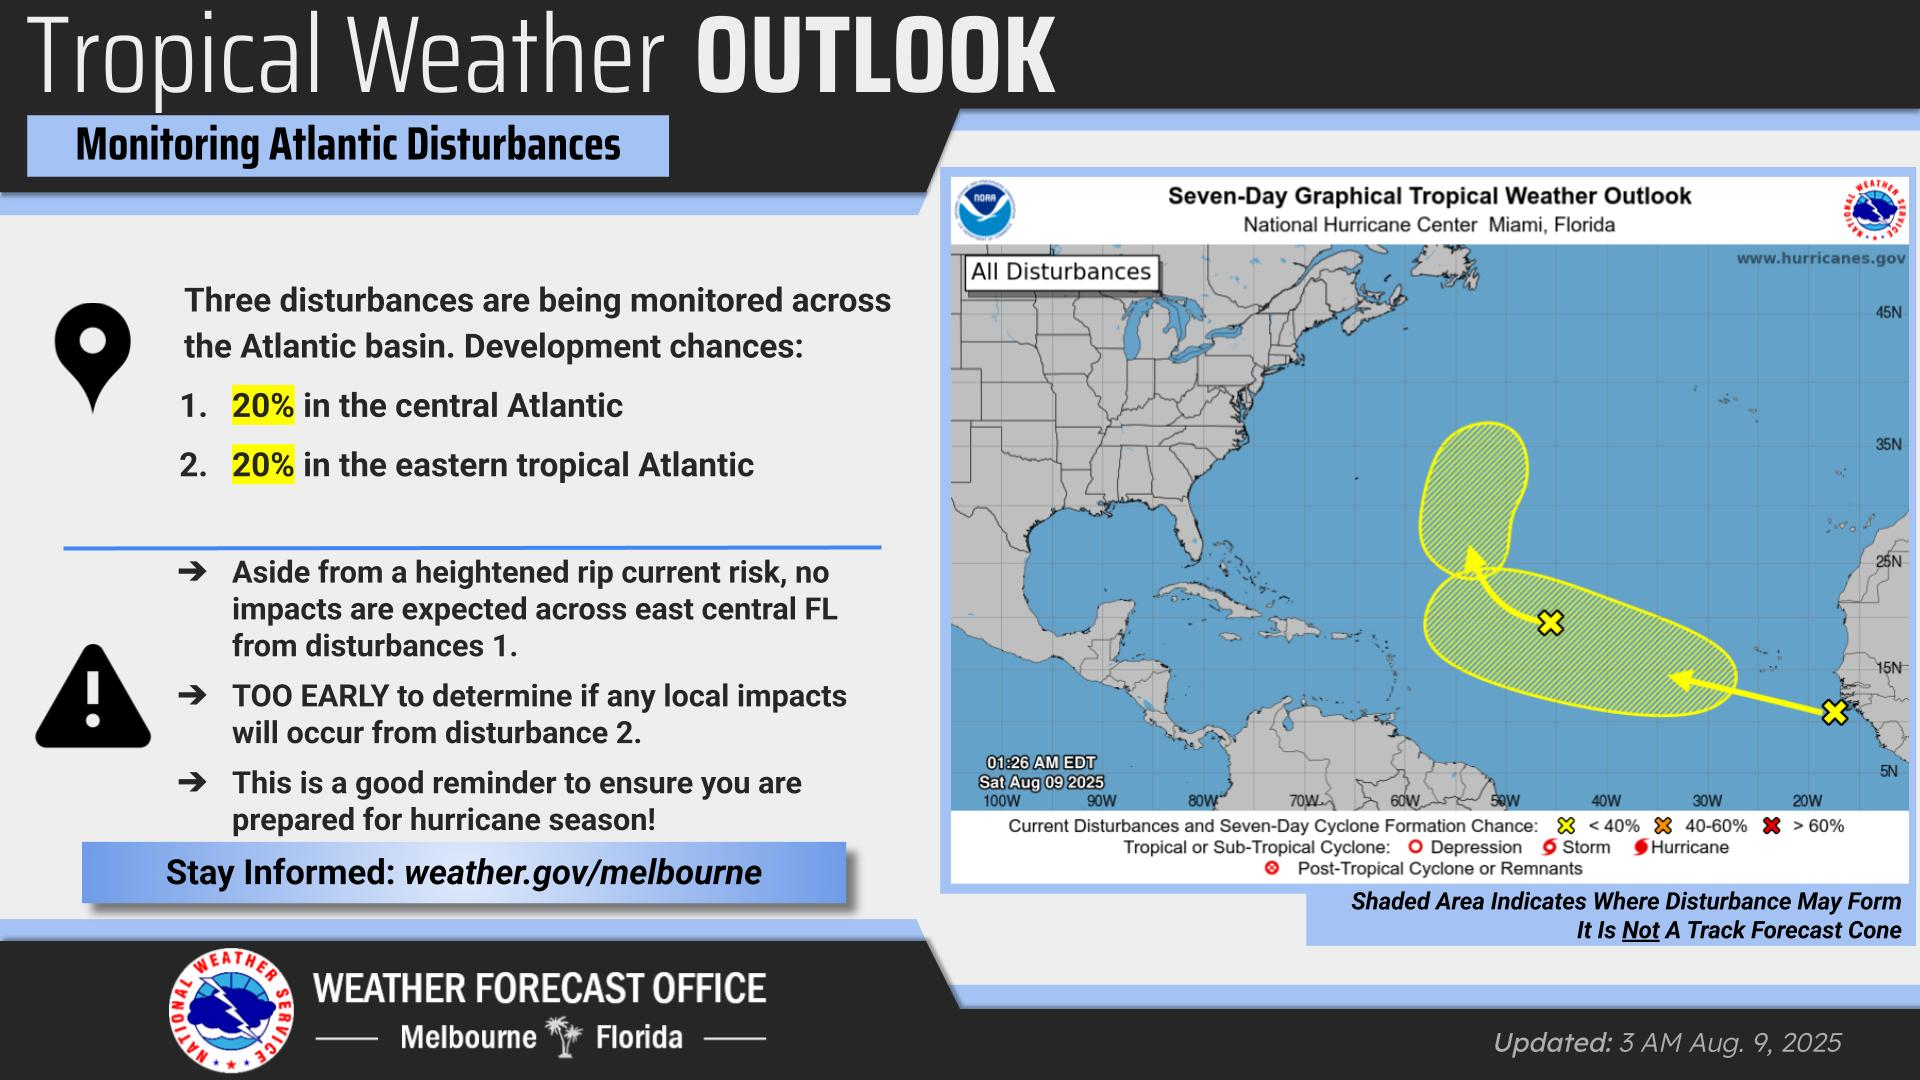 Tropical Weather OUTLOOK
Monitoring Atlantic Disturbances
Three disturbances are being monitored across
the Atlantic basin. Development chances:
1. 20% in the central Atlantic
2. 20% in the eastern tropical Atlantic
➔ Aside from a heightened rip current risk, no
impacts are expected across east central FL
from disturbances 1.
➔ TOO EARLY to determine if any local impacts
will occur from disturbance 2.
➔ This is a good reminder to ensure you are
prepared for hurricane season!
Stay Informed: weather.gov/melbourne
NOAA
Seven-Day Graphical Tropical Weather Outlook
National Hurricane Center Miami, Florida
NATIONAL WEATHER SERVICE
All Disturbances
www.hurricanes.gov
45N
35N
25N
15N
5N
01:26 AM EDT
Sat Aug 09 2025
100W 90W 80W 70W 60W 50W 40W 30W 20W
Current Disturbances and Seven-Day Cyclone Formation Chance: < 40% 40-60% > 60%
Tropical or Sub-Tropical Cyclone: Depression Storm Hurricane
Post-Tropical Cyclone or Remnants
Shaded Area Indicates Where Disturbance May Form
It Is Not A Track Forecast Cone
NATIONAL WEATHER SERVICE
WEATHER FORECAST OFFICE
Melbourne Florida
Updated: 3 AM Aug. 9, 2025